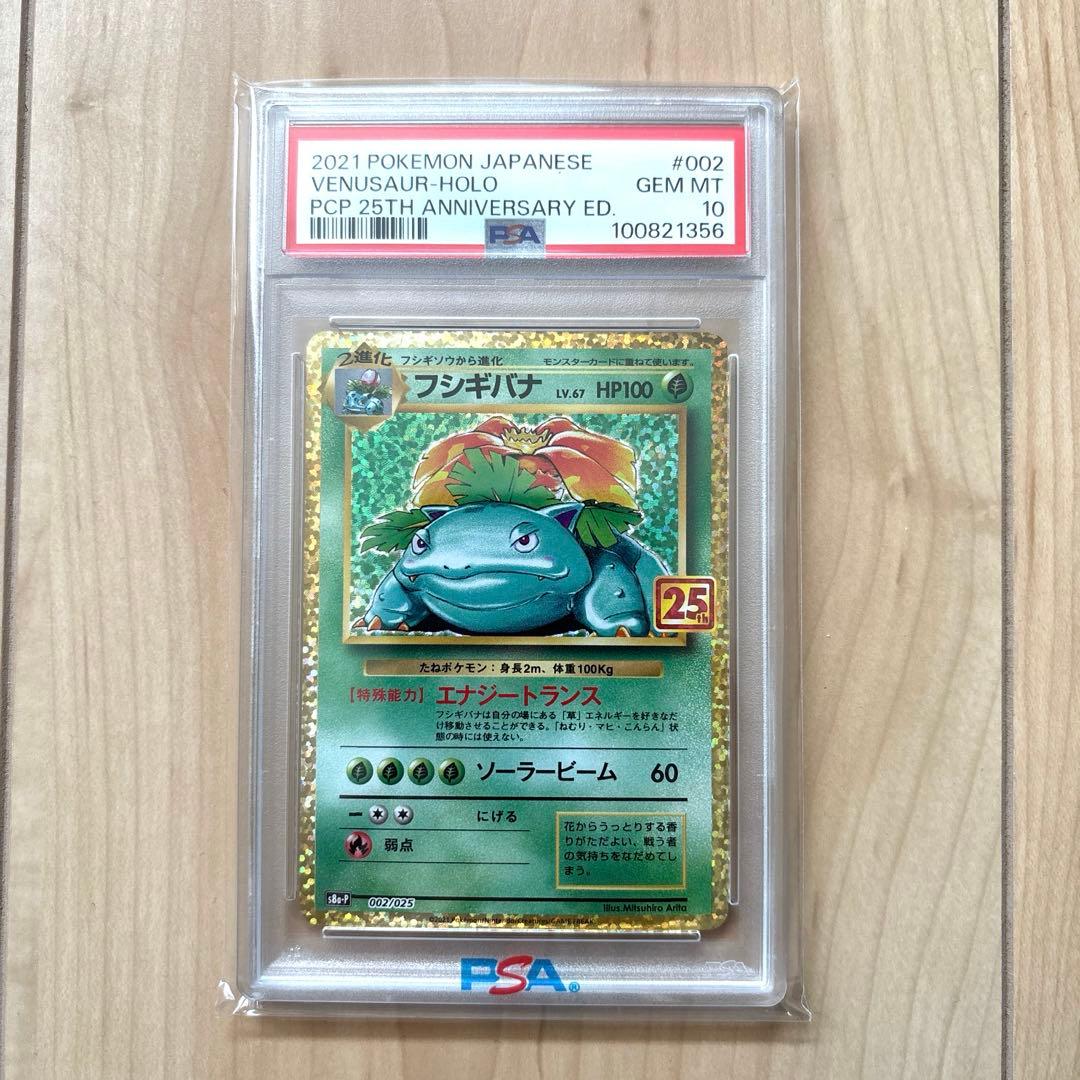 2021 POKEMON JAPANESE #002
VENUSAUR-HOLO GEM MT
PCP 25TH ANNIVERSARY ED. 10
PSA 100821356
2進化 フシギソウから進化 モンスターカードに重ねて使います。
フシギバナ LV.67 HP100
25th
たねポケモン:身長2m、体重100Kg
【特殊能力】エナジートランス
フシギバナは自分の場にある「草」エネルギーを好きなだ
け移動させることができる。「ねむり・マヒ・こんらん」状
態の時には使えない。
ソーラービーム 60
にげる
弱点
花からうっとりする香
りがただよい、戦う者
の気持ちをなだめてし
まう。
s8a-P 002/025
Illus.Mitsuhiro Arita
©2021 Pokémon/Nintendo/Creatures/GAME FREAK.
PSA®